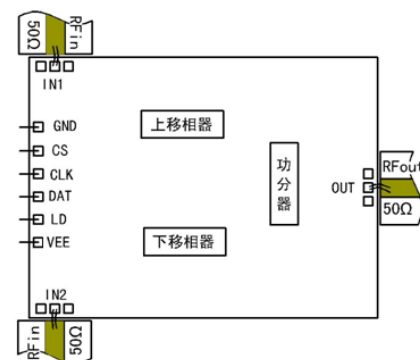 50Ω
RFin
IN1
GND
上移相器
CS
CLK
功分器
RFout
DAT
OUT
LD
50Ω
VEE
下移相器
IN2
RFin
50Ω